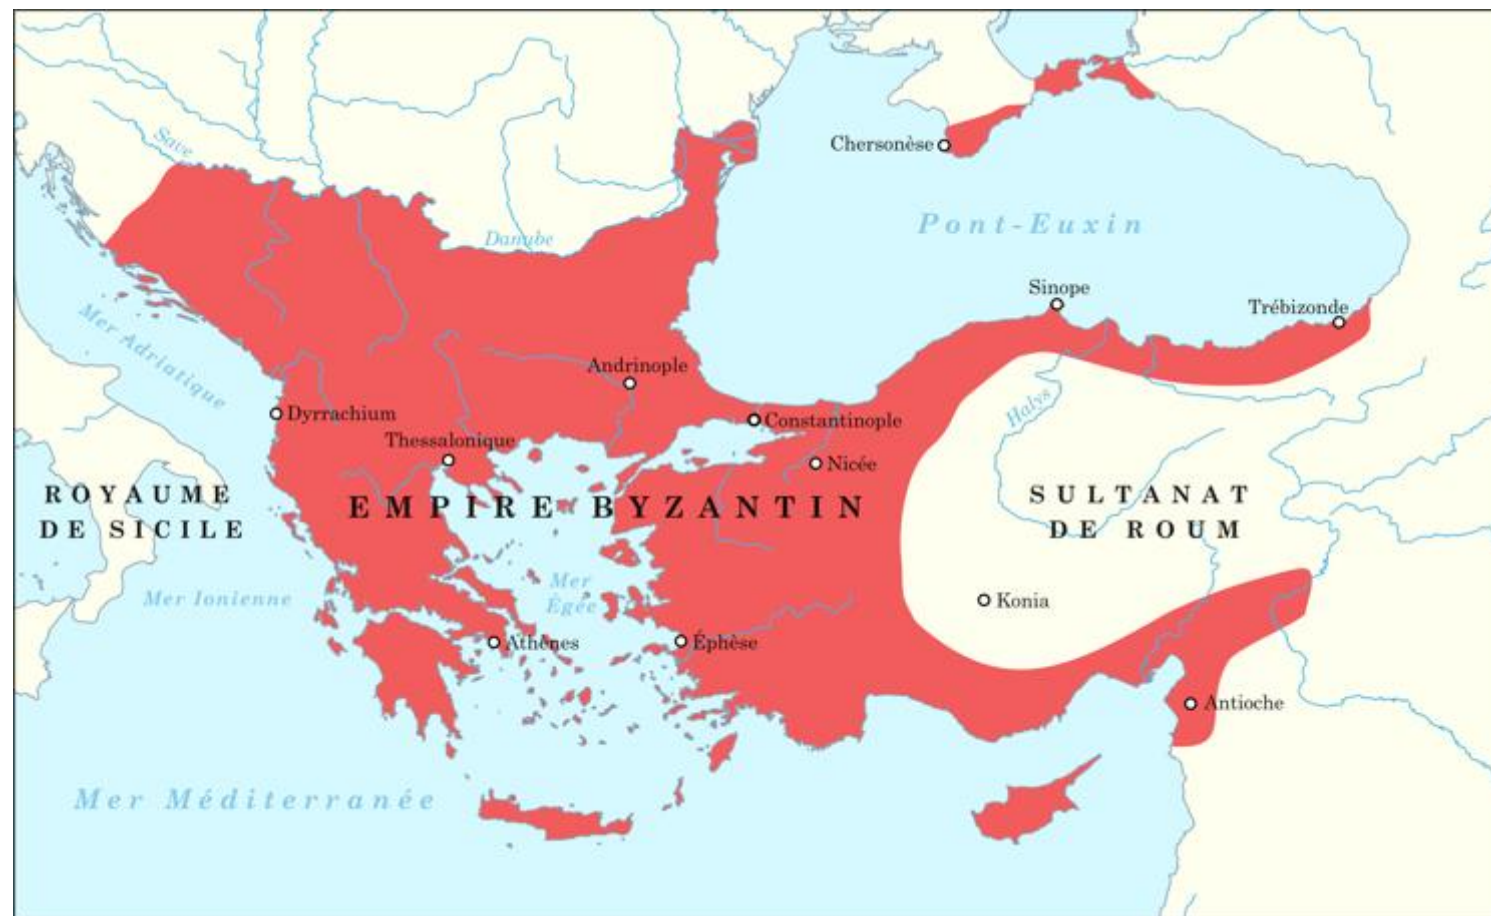 Save
Chersonèse
Pont-Euxin
Danube
Sinope
Trébizonde
Mer Adriatique
Andrinople
Halys
Dyrrachium
Constantinople
Thessalonique
Nicée
ROYAUME
DE SICILE
EMPIRE BYZANTIN
SULTANAT
DE ROUM
Mer Ionienne
Mer
Égée
Konia
Athènes
Éphèse
Antioche
Mer Méditerranée